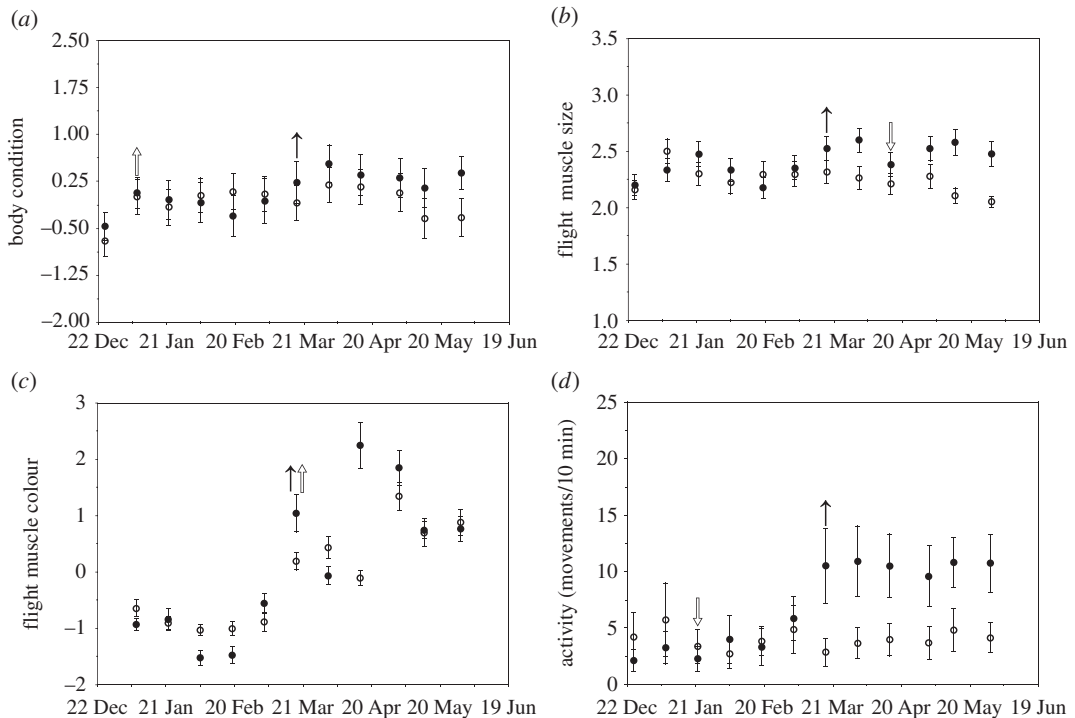 (a)
2.50
1.75
1.00
0.25
–0.50
–1.25
–2.00
body condition
22 Dec 21 Jan 20 Feb 21 Mar 20 Apr 20 May 19 Jun
(b)
3.5
3.0
2.5
2.0
1.5
1.0
flight muscle size
22 Dec 21 Jan 20 Feb 21 Mar 20 Apr 20 May 19 Jun
(c)
3
2
1
0
–1
–2
flight muscle colour
22 Dec 21 Jan 20 Feb 21 Mar 20 Apr 20 May 19 Jun
(d)
25
20
15
10
5
0
activity (movements/10 min)
22 Dec 21 Jan 20 Feb 21 Mar 20 Apr 20 May 19 Jun